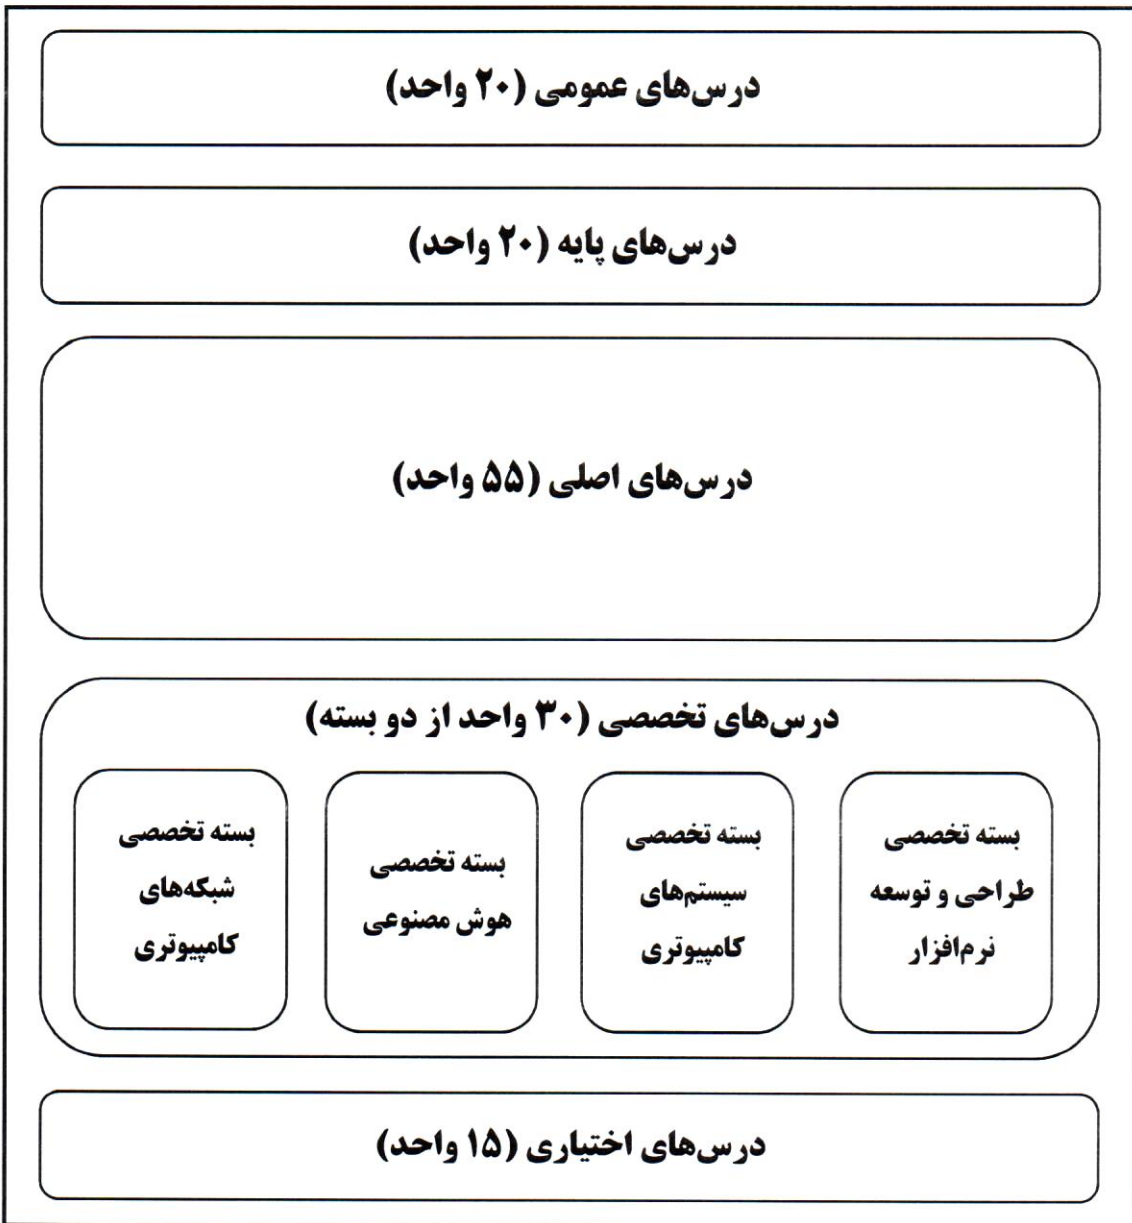 درس‌های عمومی (۲۰ واحد)
درس‌های پایه (۲۰ واحد)
درس‌های اصلی (۵۵ واحد)
درس‌های تخصصی (۳۰ واحد از دو بسته)
بسته تخصصی
طراحی و توسعه
نرم‌افزار
بسته تخصصی
سیستم‌های
کامپیوتری
بسته تخصصی
هوش مصنوعی
بسته تخصصی
شبکه‌های
کامپیوتری
درس‌های اختیاری (۱۵ واحد)